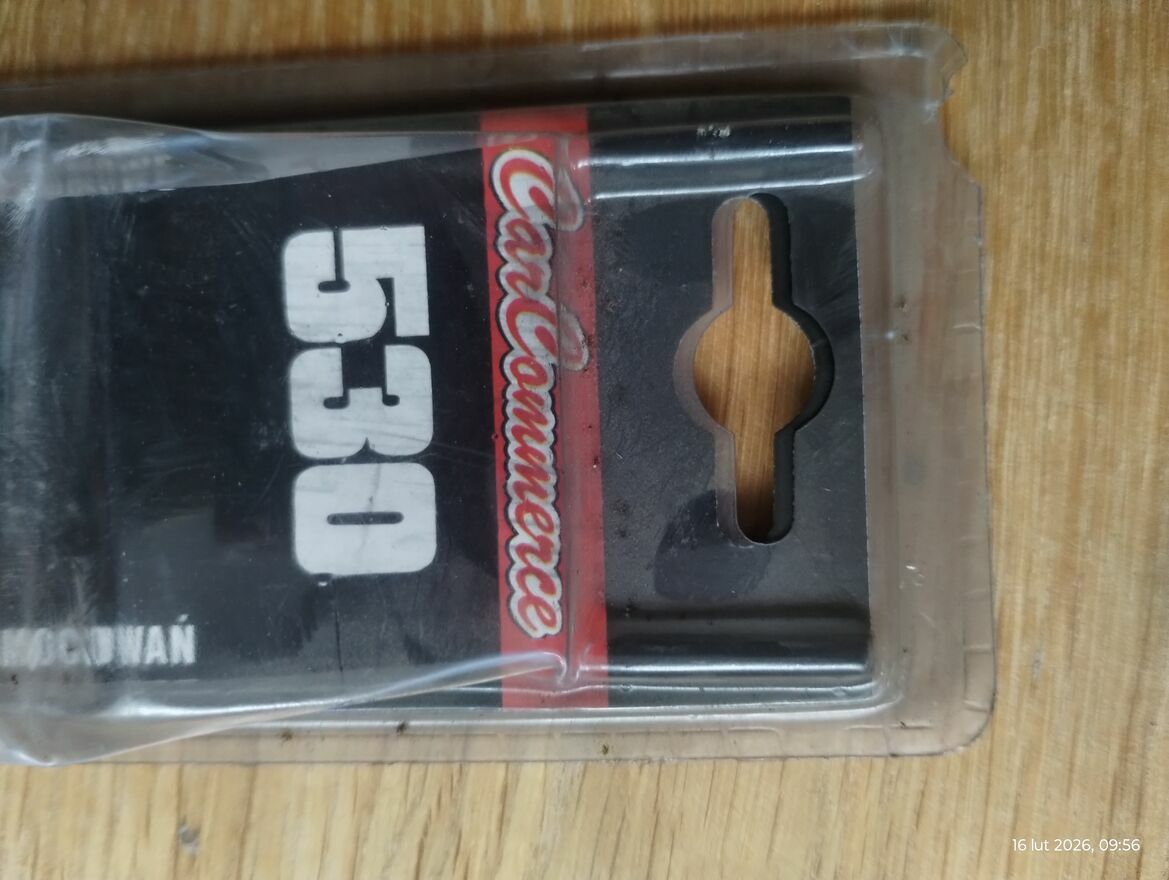 CarCommerce
530
MOCOWAŃ
16 lut 2026, 09:56